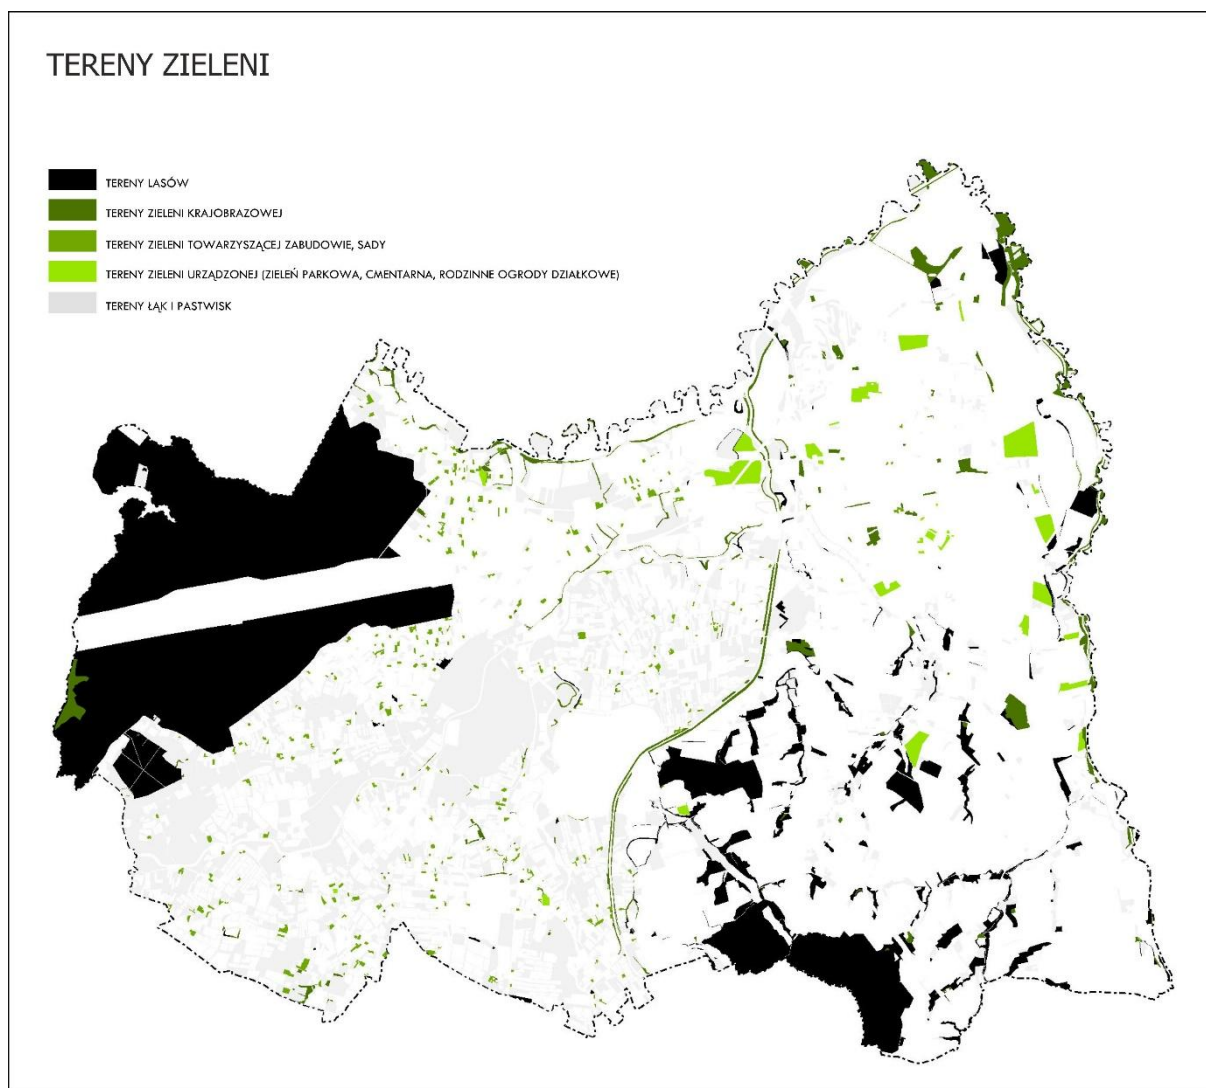 TERENY ZIELENI
TERENY LASÓW
TERENY ZIELENI KRAJOBRAZOWEJ
TERENY ZIELENI TOWARZYSZĄCEJ ZABUDOWIE, SADY
TERENY ZIELENI URZĄDZONEJ (ZIELEŃ PARKOWA, CMENTARNA, RODZINNE OGRODY DZIAŁKOWE)
TERENY ŁĄK I PASTWISK